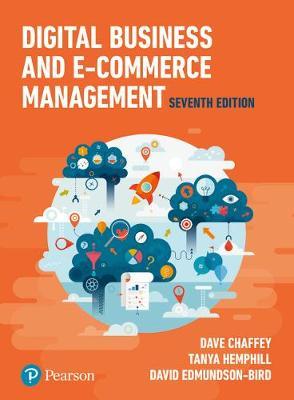 DIGITAL BUSINESS
AND E-COMMERCE
MANAGEMENT SEVENTH EDITION
DAVE CHAFFEY
TANYA HEMPHILL
DAVID EDMUNDSON-BIRD
P Pearson